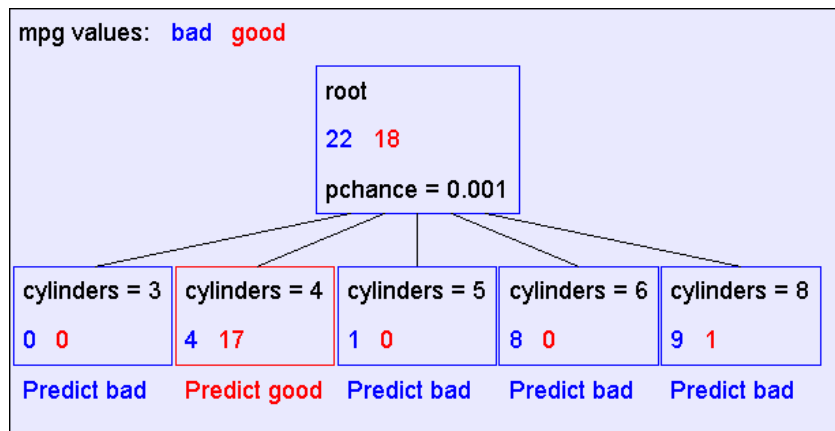 mpg values: bad good
root
22 18
pchance = 0.001
cylinders = 3
0 0
Predict bad
cylinders = 4
4 17
Predict good
cylinders = 5
1 0
Predict bad
cylinders = 6
8 0
Predict bad
cylinders = 8
9 1
Predict bad